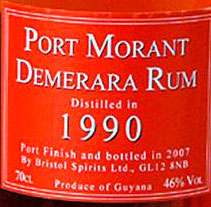 PORT MORANT
DEMERARA RUM
Distilled in
1990
Port Finish and bottled in 2007
By Bristol Spirits Ltd., GL12 8NB
70ct. 46% Vol
Produce of Guyana